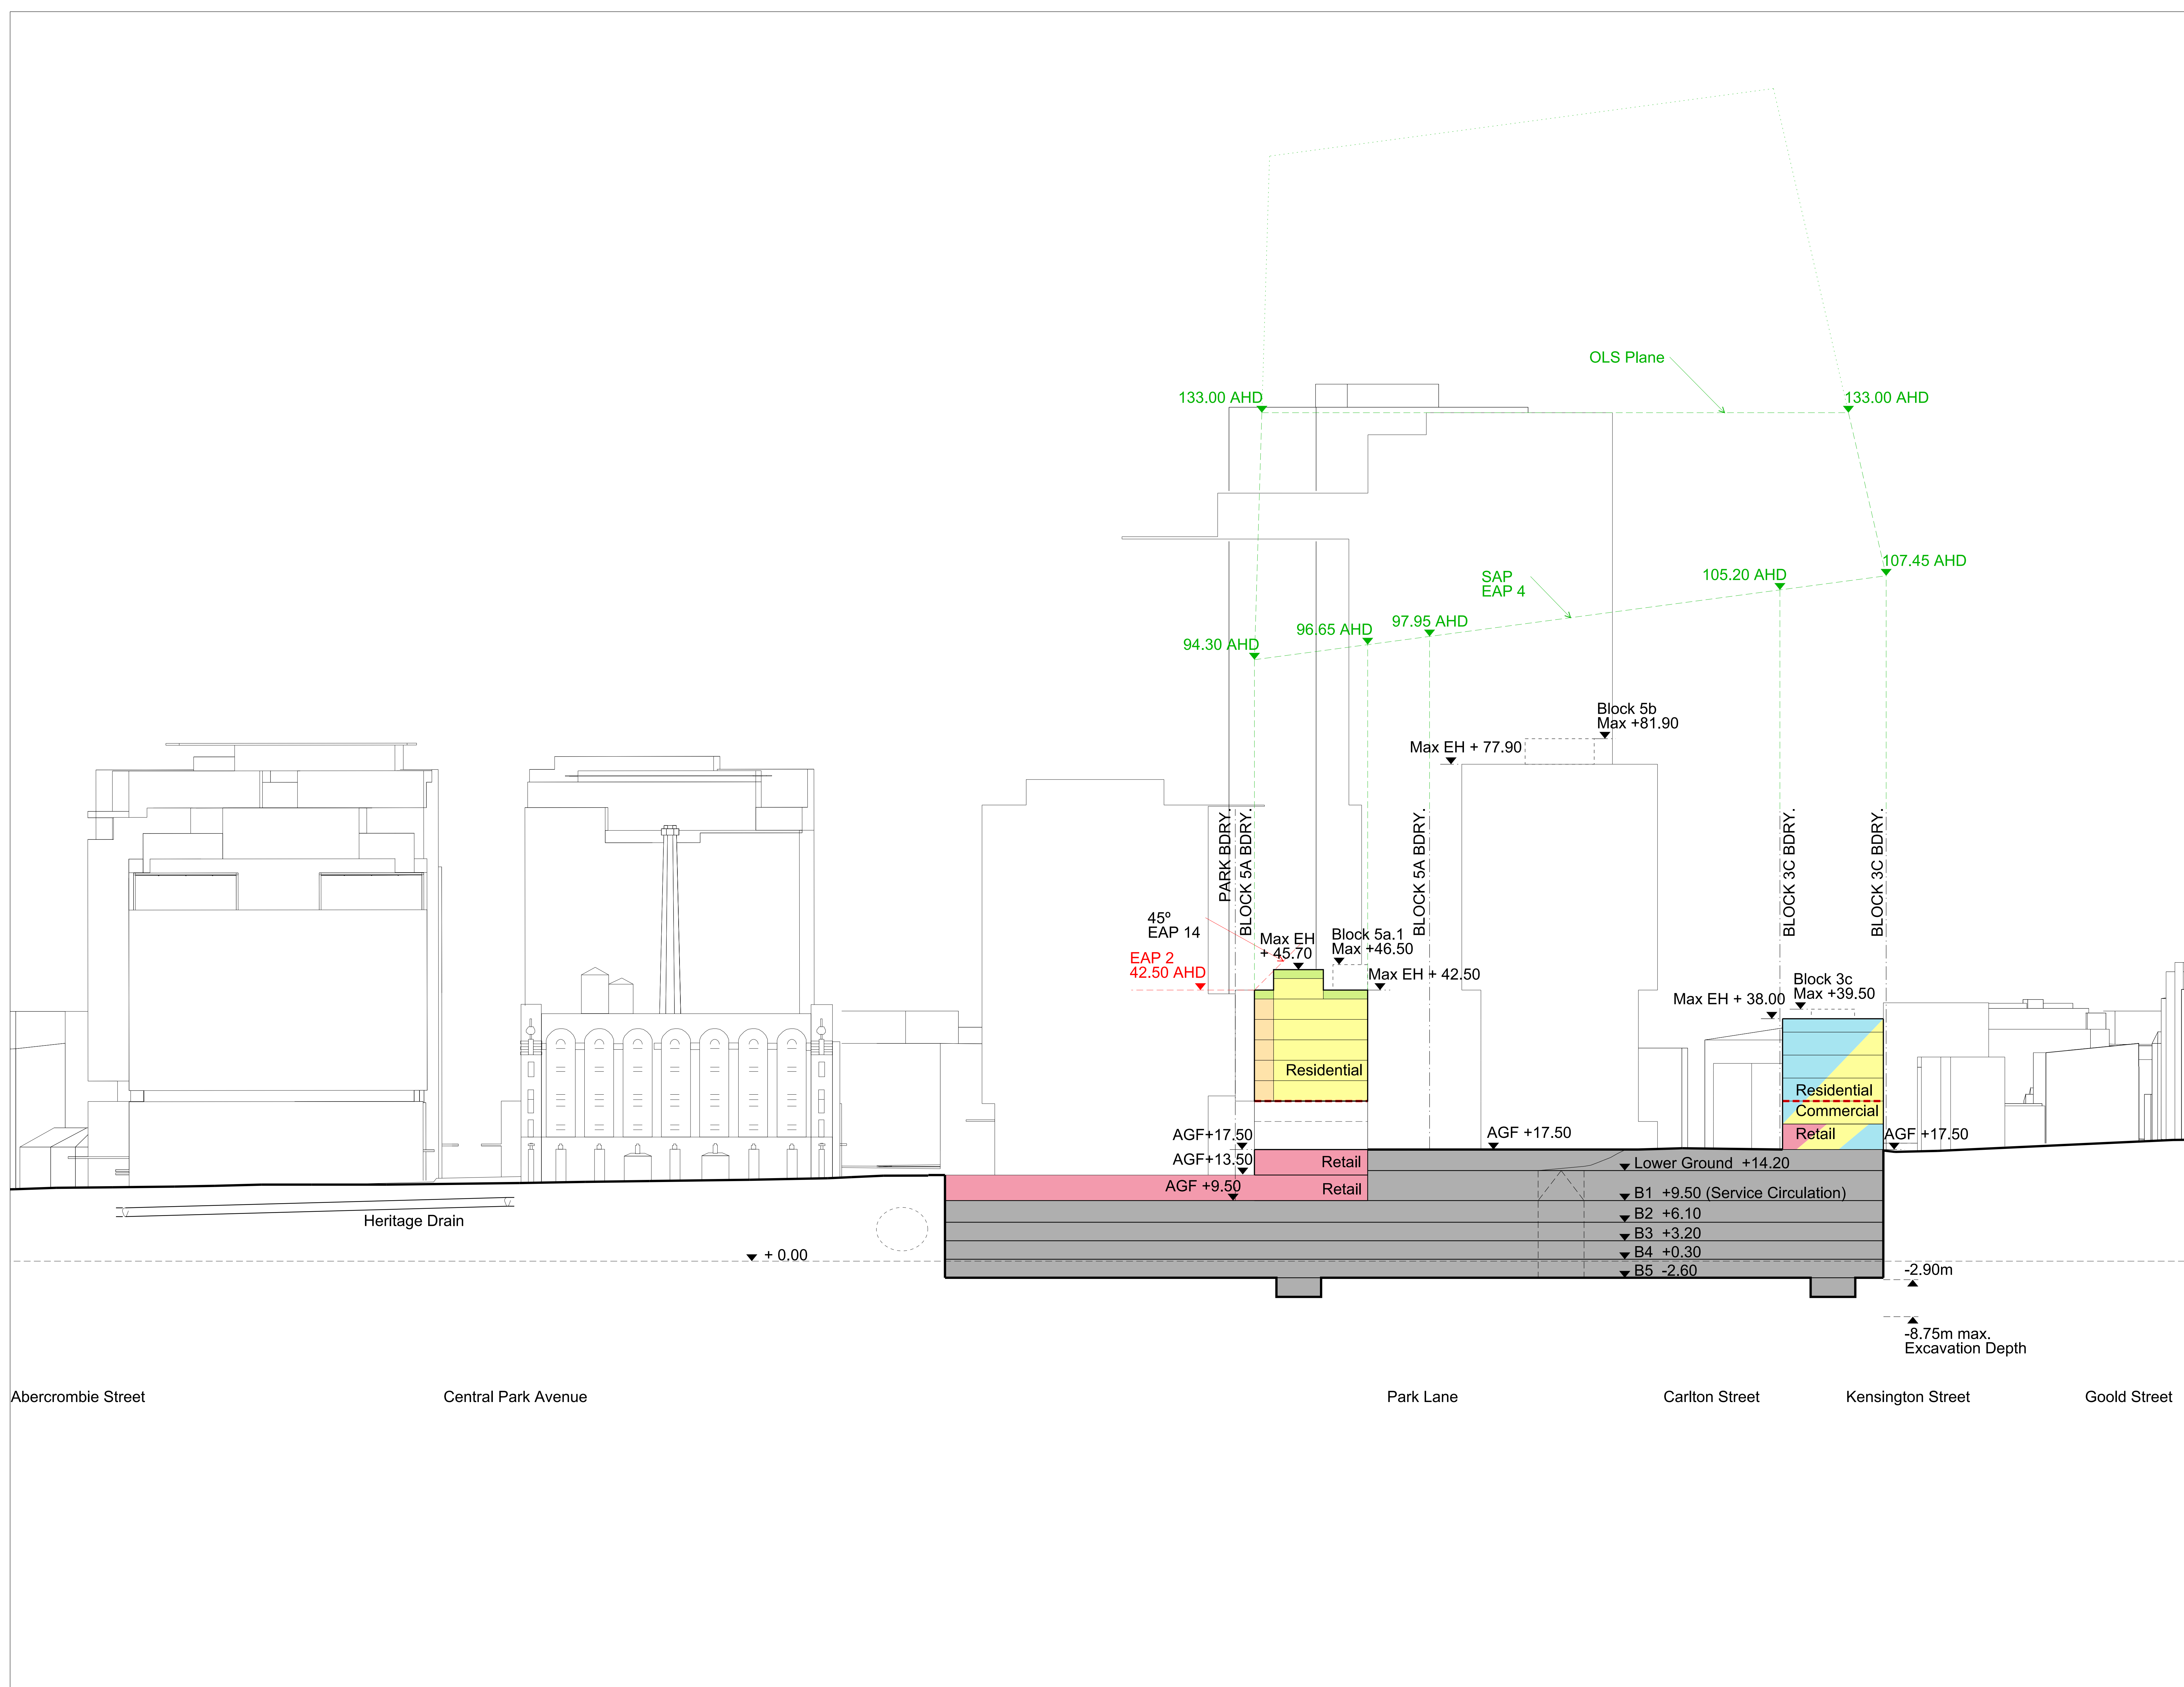 OLS Plane
133.00 AHD
133.00 AHD
107.45 AHD
105.20 AHD
SAP
EAP 4
97.95 AHD
96.65 AHD
94.30 AHD
Block 5b
Max +81.90
Max EH + 77.90
PARK BDRY.
BLOCK 5A BDRY.
BLOCK 5A BDRY.
BLOCK 3C BDRY.
BLOCK 3C BDRY.
45º
EAP 14
EAP 2
42.50 AHD
Max EH
+ 45.70
Block 5a.1
Max +46.50
Max EH + 42.50
Block 3c
Max +39.50
Max EH + 38.00
Residential
Residential
Commercial
Retail
AGF +17.50
AGF+17.50
AGF +17.50
AGF+13.50
Retail
Lower Ground +14.20
AGF +9.50
Retail
B1 +9.50 (Service Circulation)
B2 +6.10
B3 +3.20
B4 +0.30
B5 -2.60
Heritage Drain
+ 0.00
-2.90m
-8.75m max.
Excavation Depth
Abercrombie Street
Central Park Avenue
Park Lane
Carlton Street
Kensington Street
Goold Street